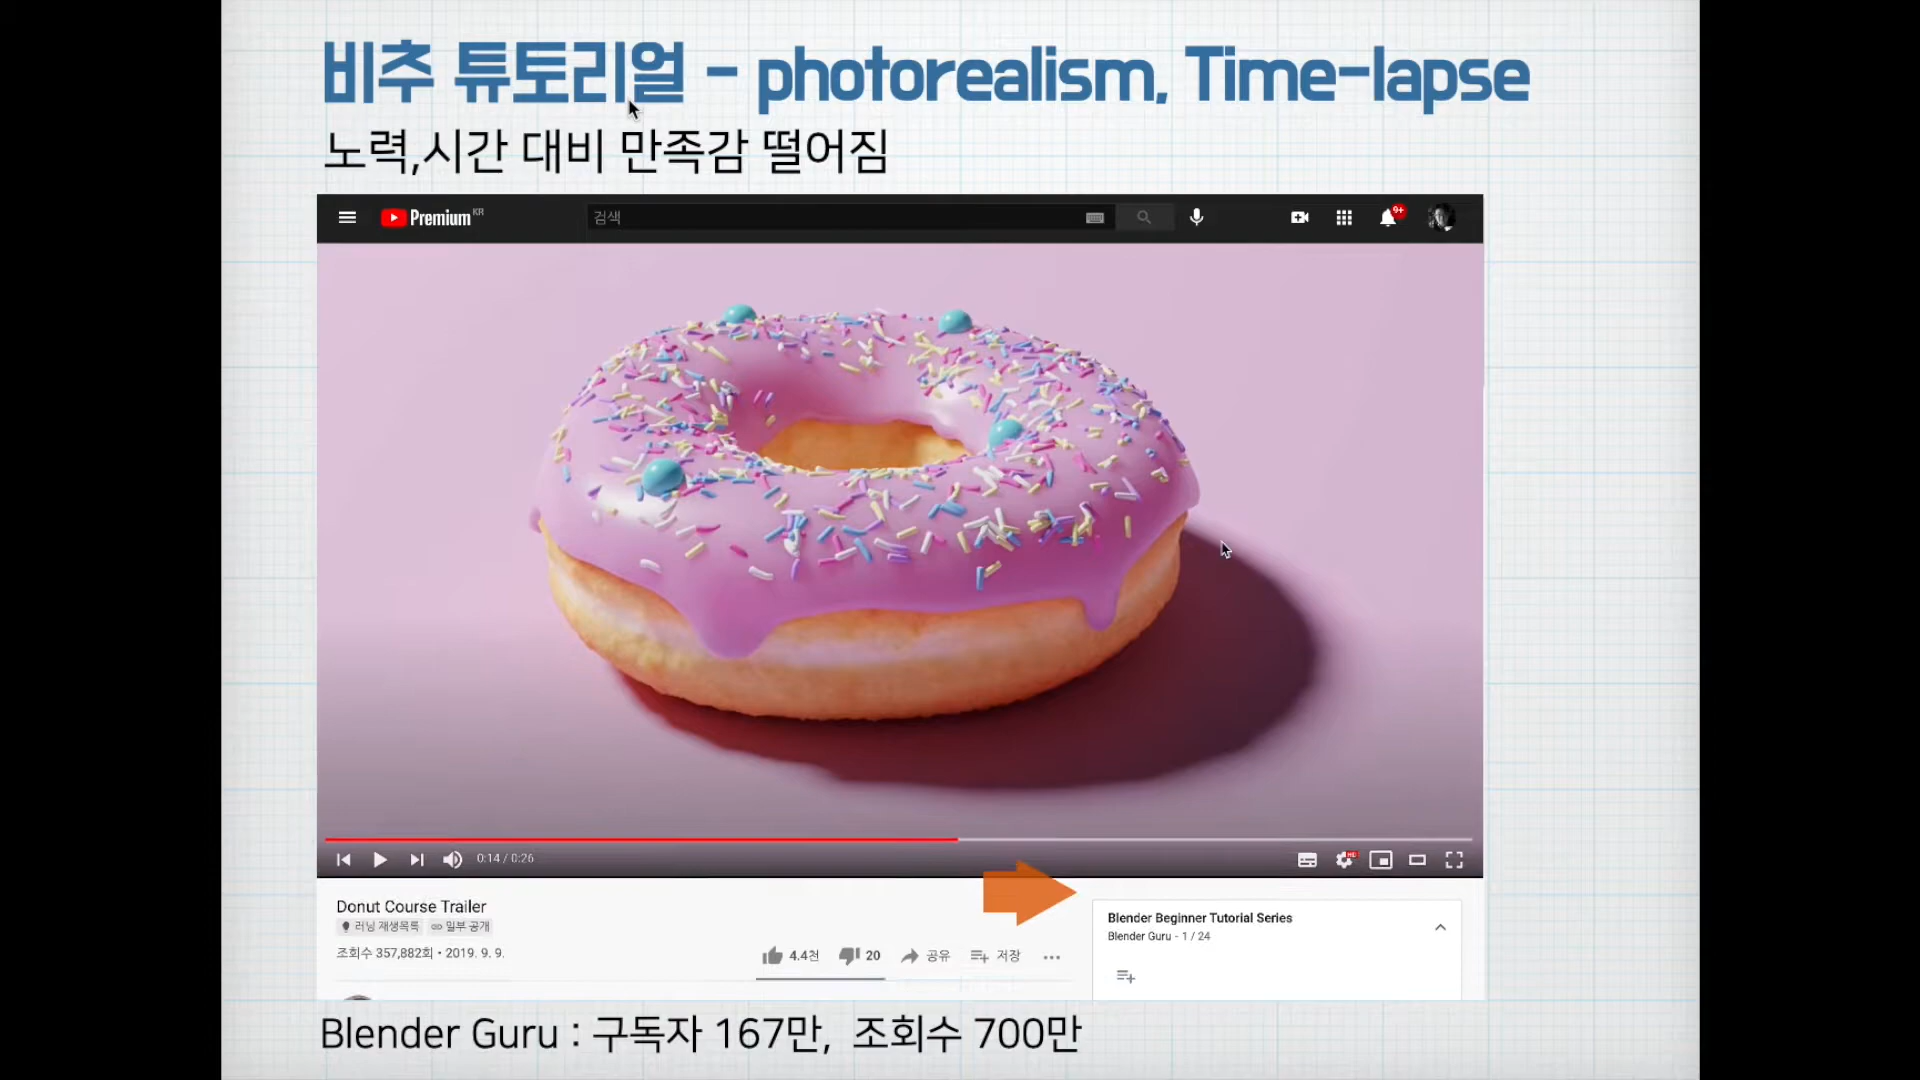 비추 튜토리얼 - photorealism, Time-lapse
노력,시간 대비 만족감 떨어짐
Premium KR
검색
9+
HD
0:14 / 0:26
Donut Course Trailer
러닝 재생목록 일부 공개
조회수 357,882회 • 2019. 9. 9.
4.4천 20 공유 저장
Blender Beginner Tutorial Series
Blender Guru - 1 / 24
Blender Guru : 구독자 167만, 조회수 700만